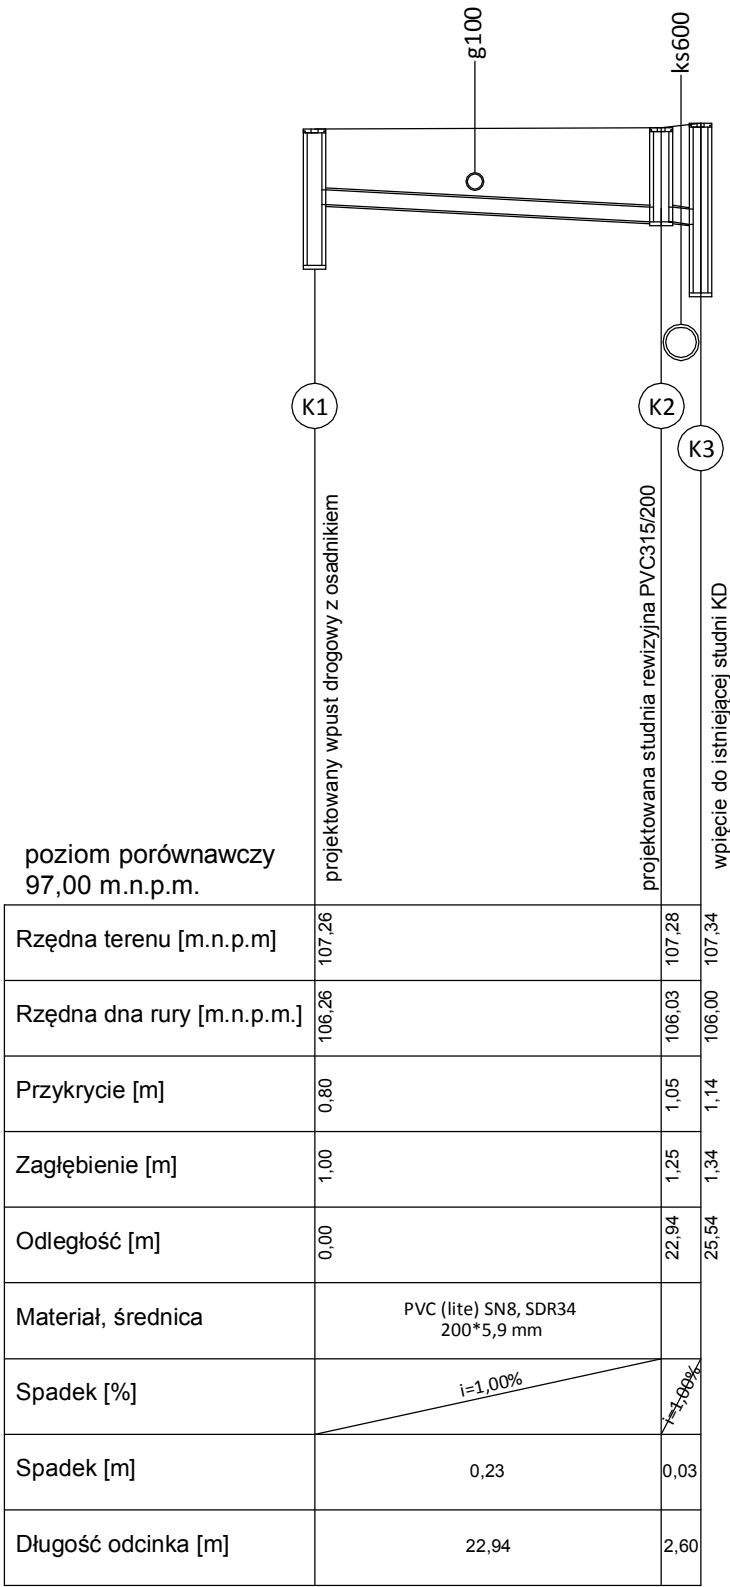 g100
ks600
K1
K2
K3
projektowany wpust drogowy z osadnikiem
projektowana studnia rewizyjna PVC315/200
wpięcie do istniejącej studni KD
poziom porównawczy
97,00 m.n.p.m.
Rzędna terenu [m.n.p.m] 107,26 107,28 107,34
Rzędna dna rury [m.n.p.m.] 106,26 106,03 106,00
Przykrycie [m] 0,80 1,05 1,14
Zagłębienie [m] 1,00 1,25 1,34
Odległość [m] 0,00 22,94 25,54
Materiał, średnica PVC (lite) SN8, SDR34
200*5,9 mm
Spadek [%] i=1,00% i=1,00%
Spadek [m] 0,23 0,03
Długość odcinka [m] 22,94 2,60